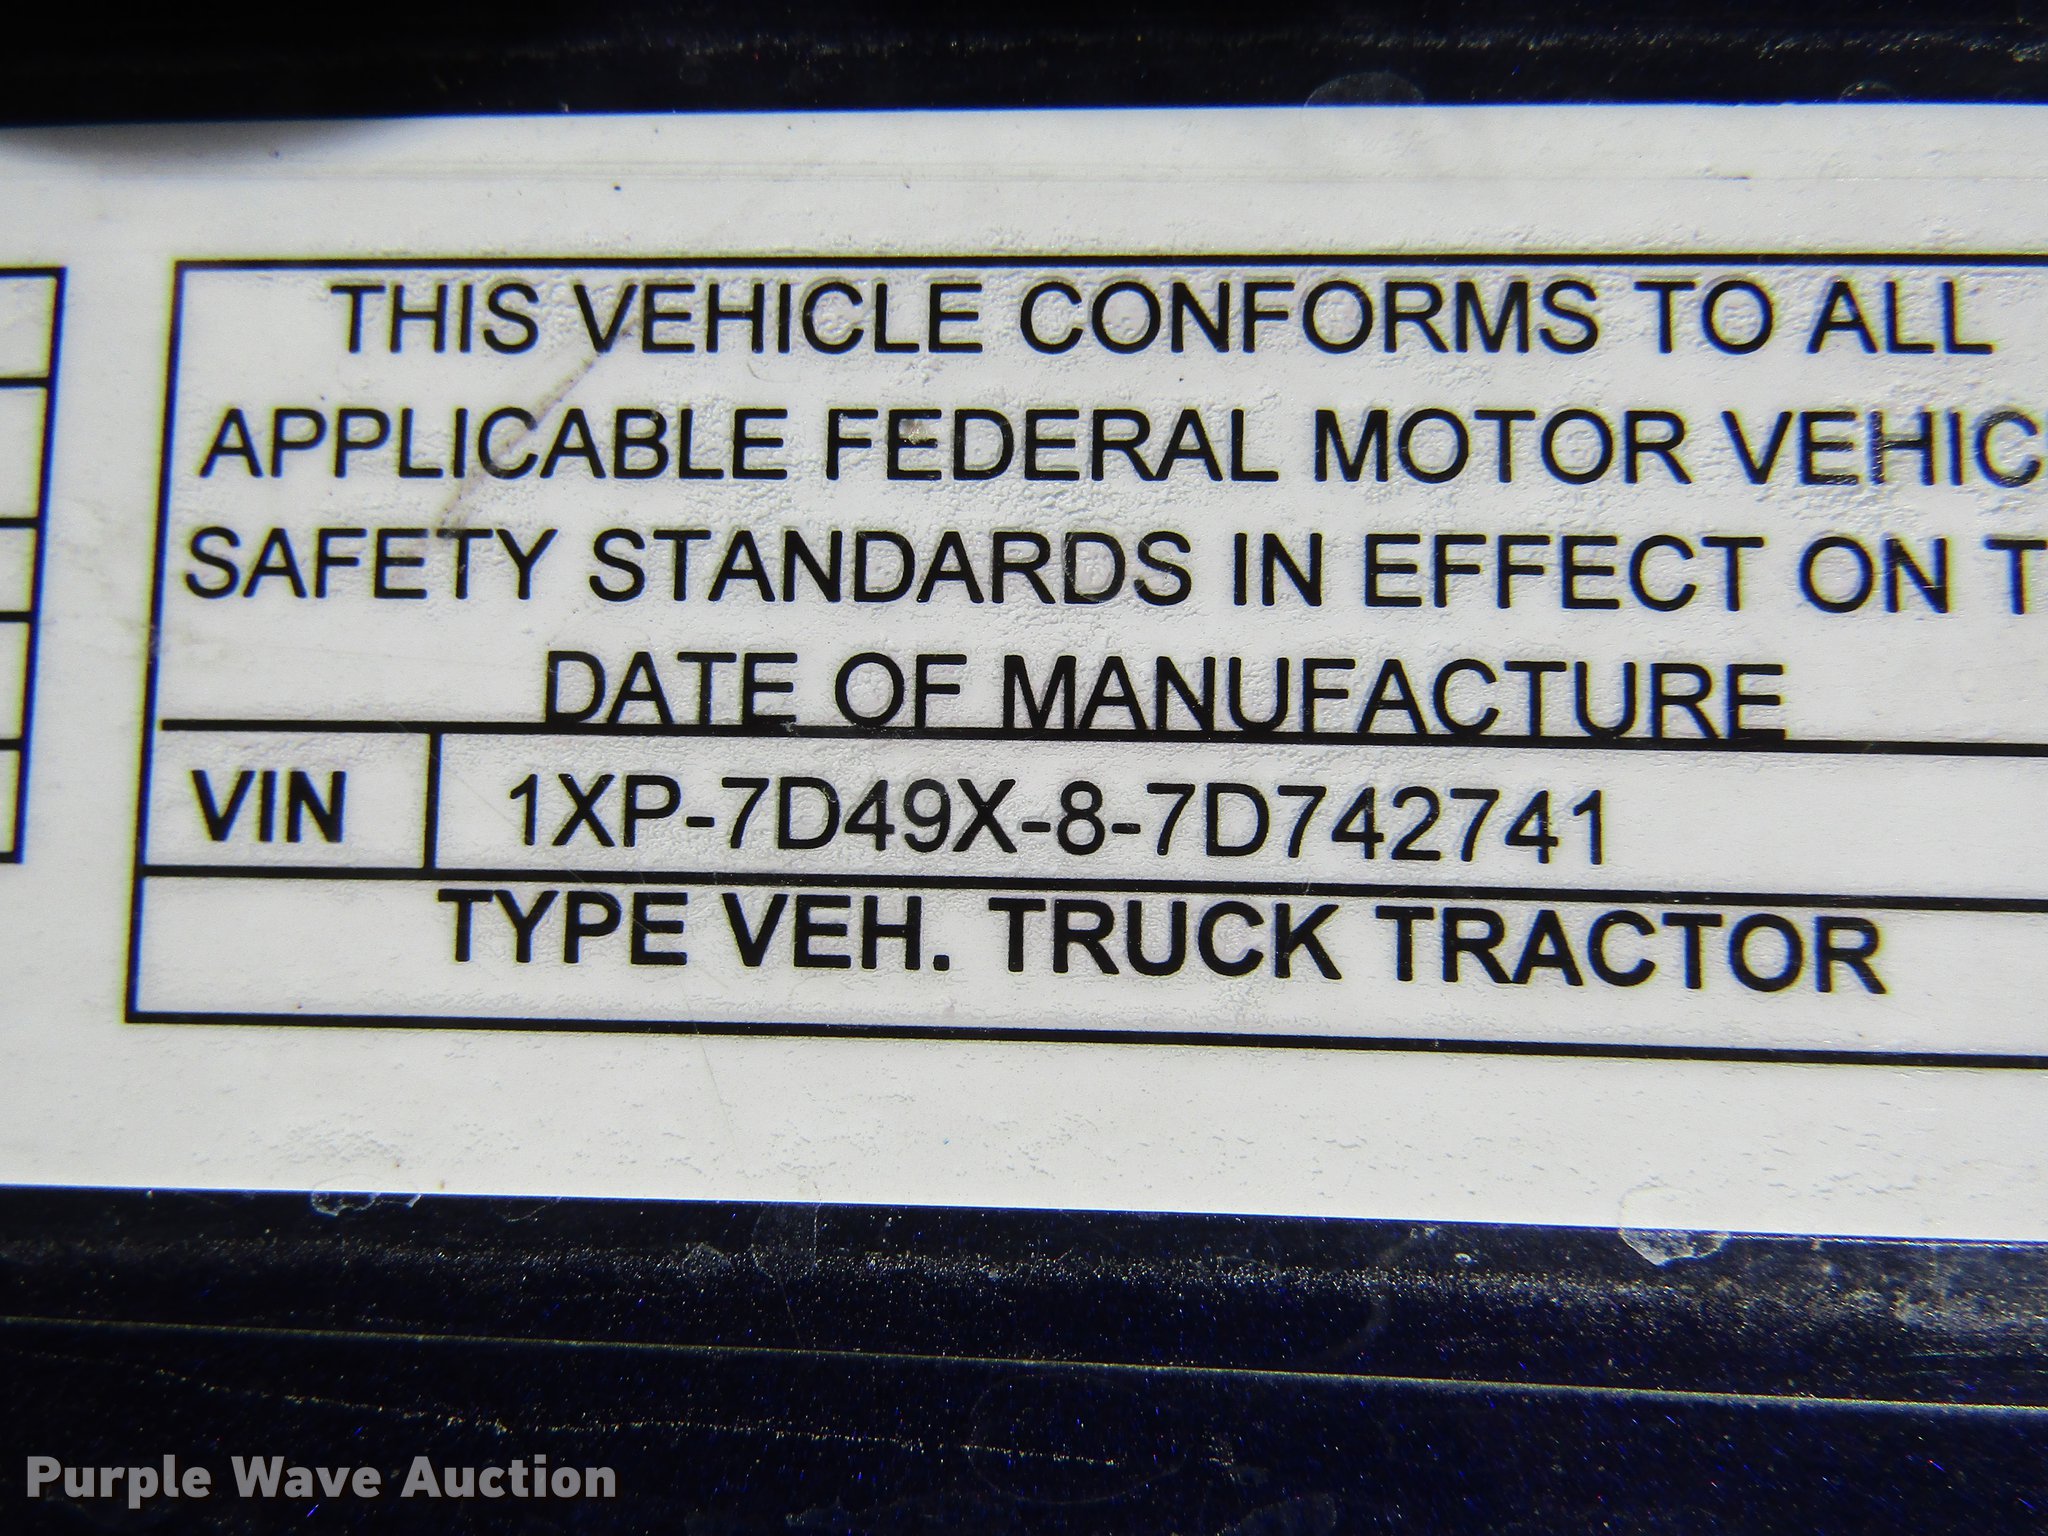 THIS VEHICLE CONFORMS TO ALL
APPLICABLE FEDERAL MOTOR VEHIC
SAFETY STANDARDS IN EFFECT ON T
DATE OF MANUFACTURE
VIN 1XP-7D49X-8-7D742741
TYPE VEH. TRUCK TRACTOR
Purple Wave Auction